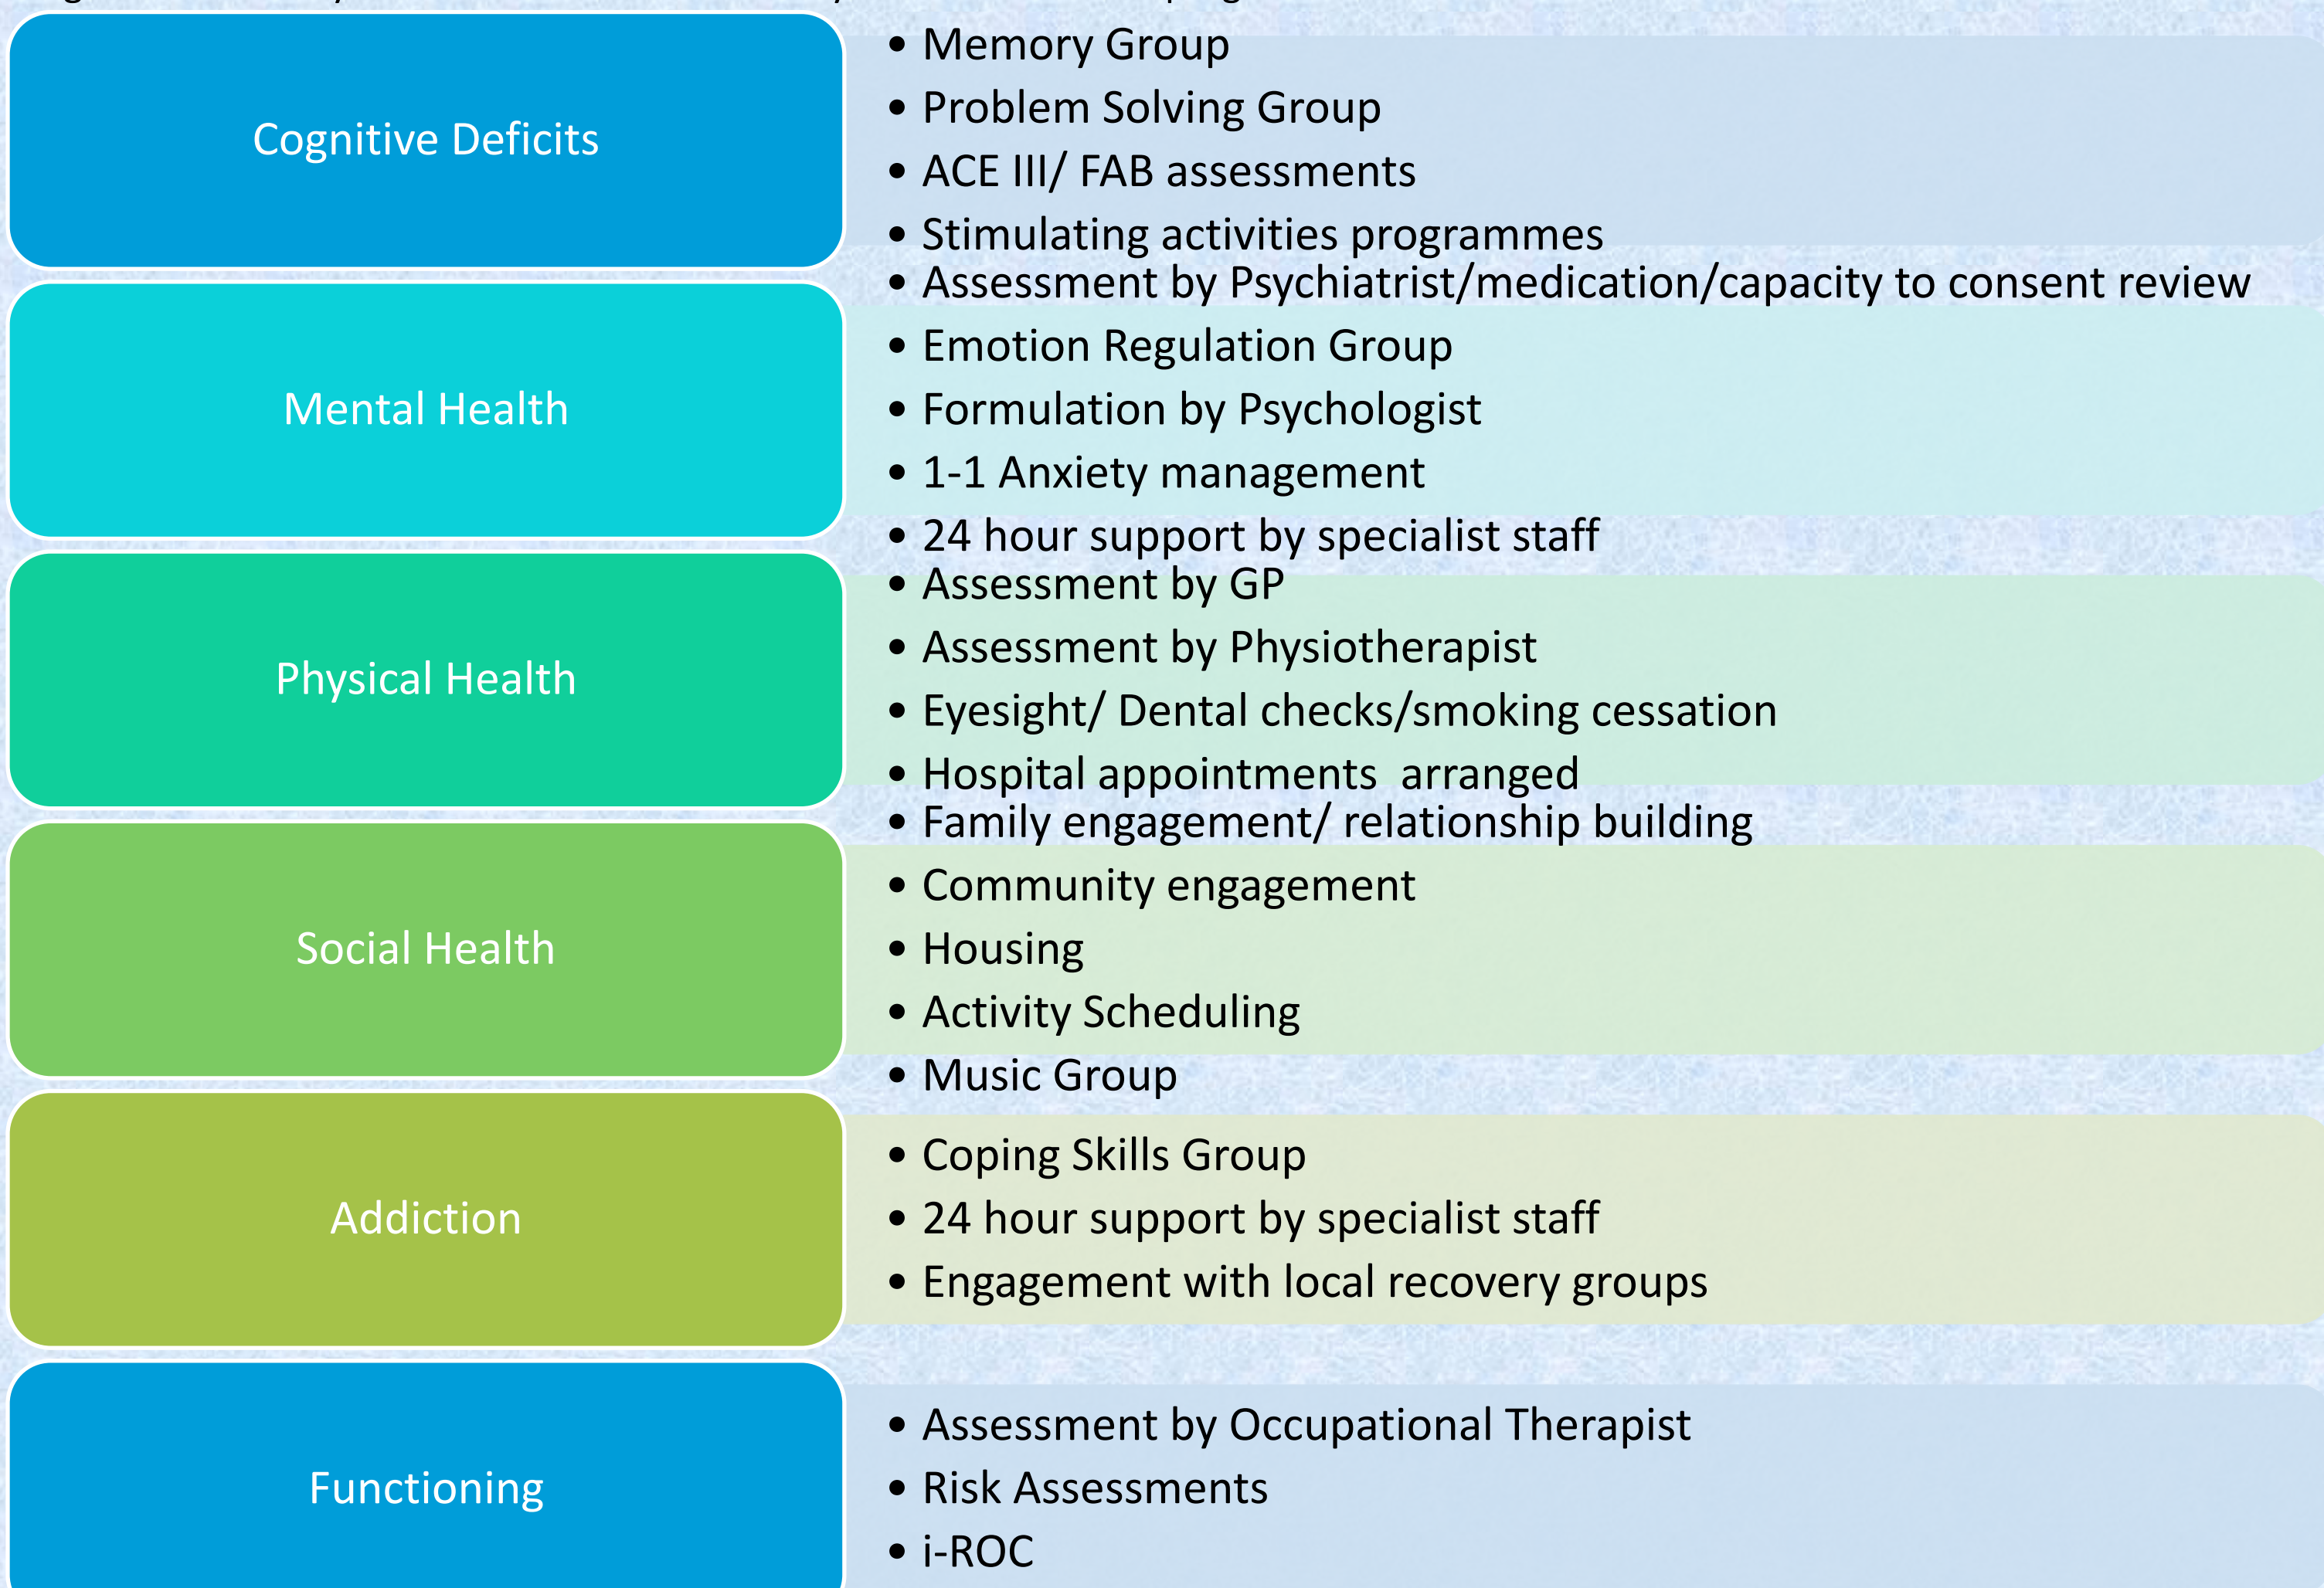 Cognitive Deficits
• Memory Group
• Problem Solving Group
• ACE III/ FAB assessments
• Stimulating activities programmes
Mental Health
• Assessment by Psychiatrist/medication/capacity to consent review
• Emotion Regulation Group
• Formulation by Psychologist
• 1-1 Anxiety management
• 24 hour support by specialist staff
Physical Health
• Assessment by GP
• Assessment by Physiotherapist
• Eyesight/ Dental checks/smoking cessation
• Hospital appointments  arranged
Social Health
• Family engagement/ relationship building
• Community engagement
• Housing
• Activity Scheduling
• Music Group
Addiction
• Coping Skills Group
• 24 hour support by specialist staff
• Engagement with local recovery groups
Functioning
• Assessment by Occupational Therapist
• Risk Assessments
• i-ROC